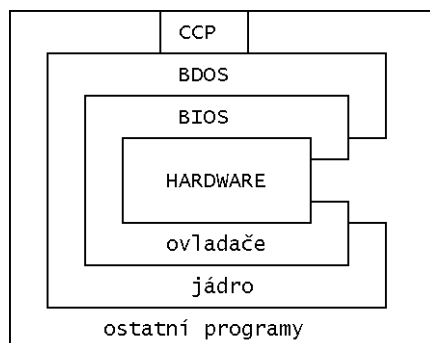 CCP
BDOS
BIOS
HARDWARE
ovladače
jádro
ostatní programy